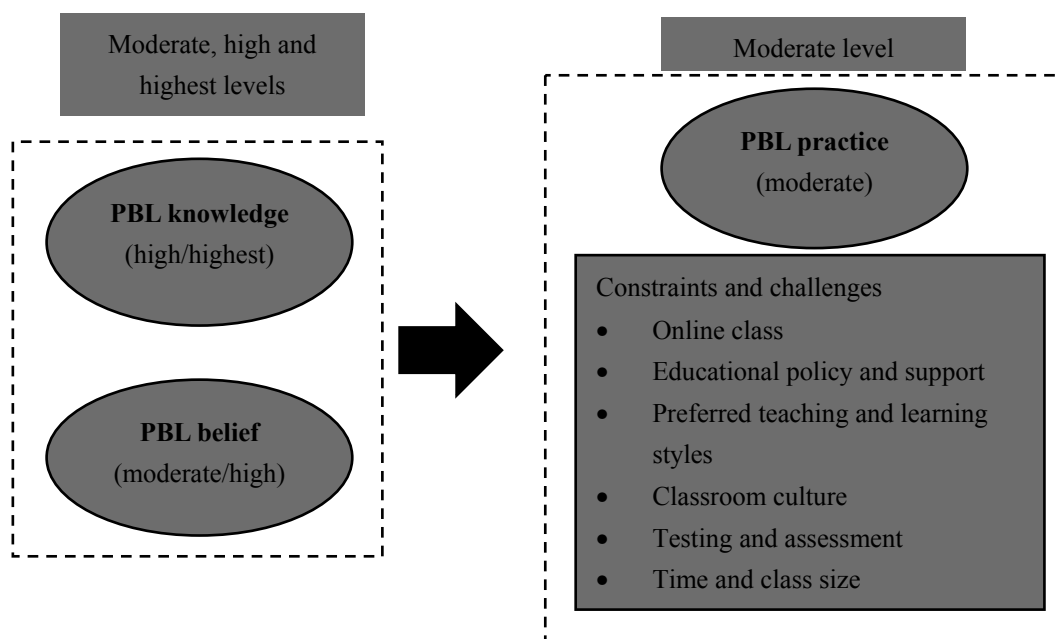 Moderate, high and
highest levels
PBL knowledge
(high/highest)
PBL belief
(moderate/high)
Moderate level
PBL practice
(moderate)
Constraints and challenges
• Online class
• Educational policy and support
• Preferred teaching and learning
styles
• Classroom culture
• Testing and assessment
• Time and class size